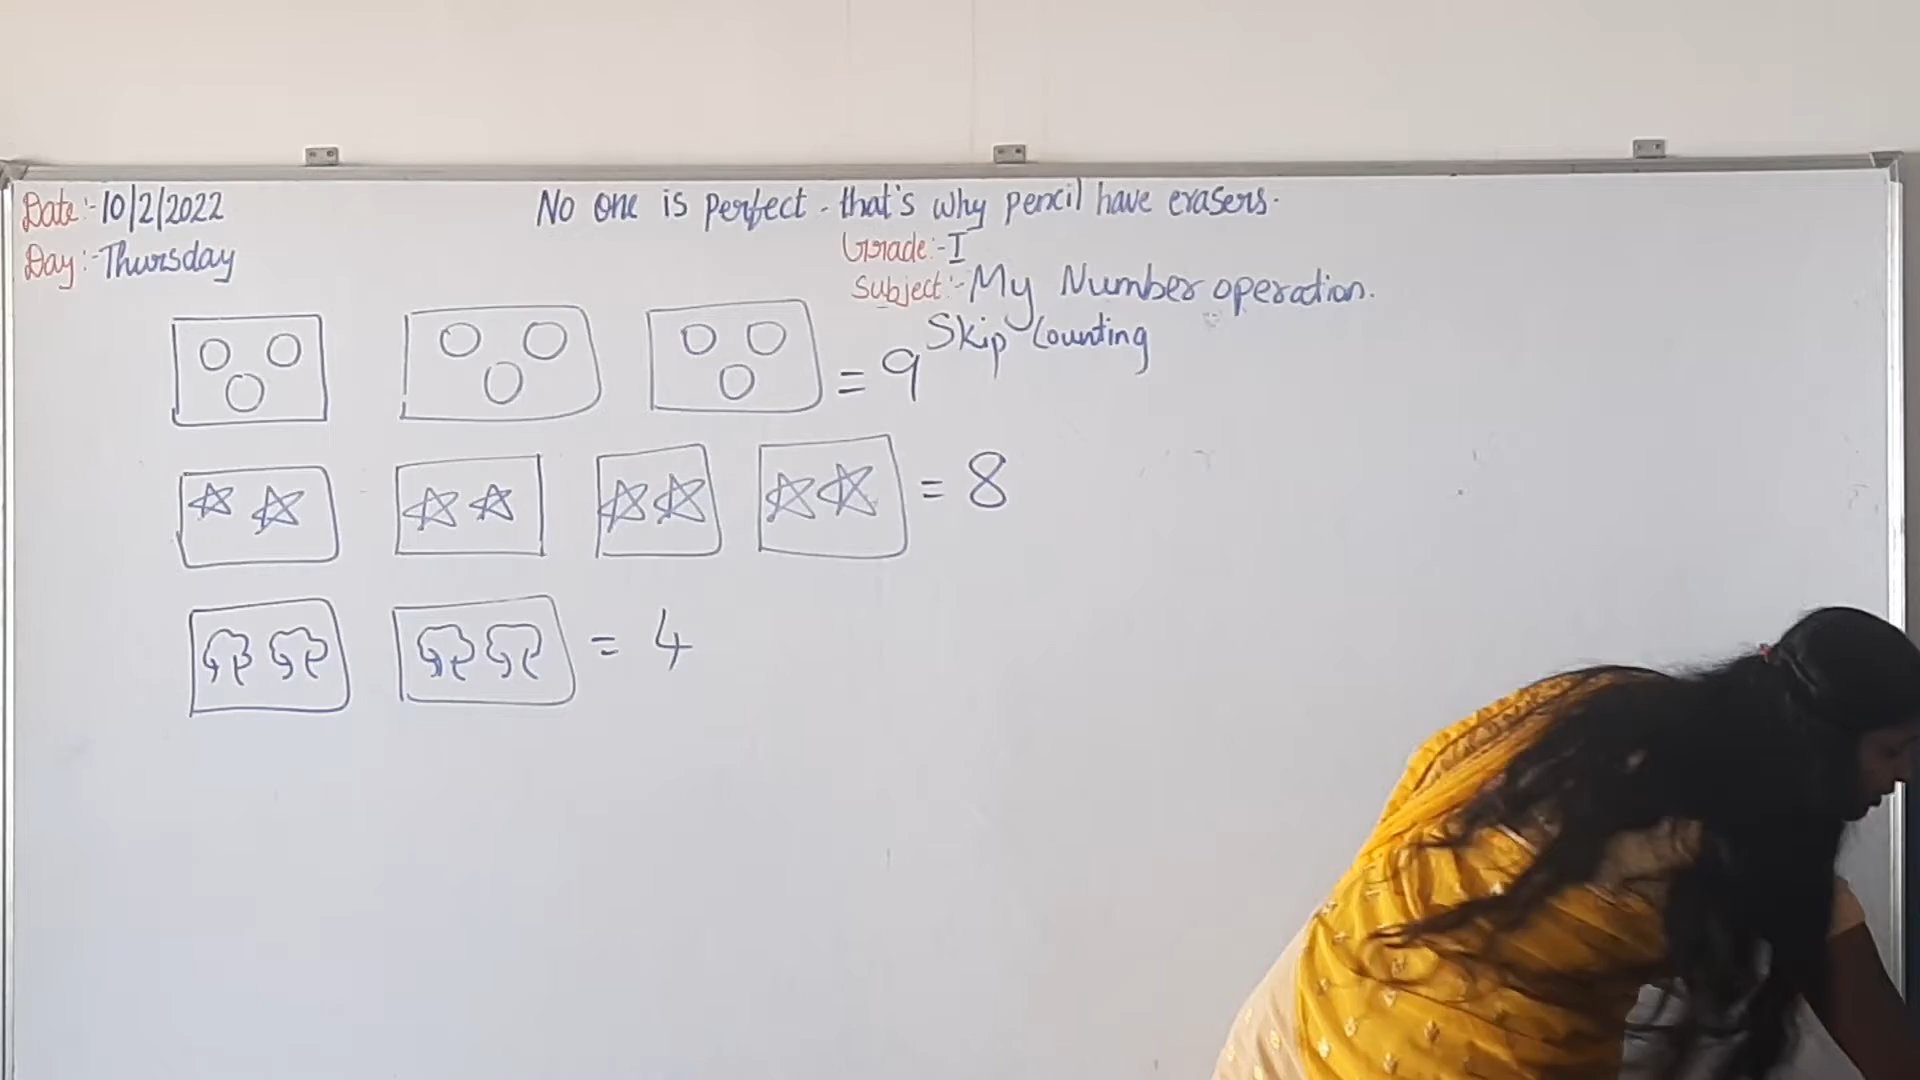 Date:- 10/2/2022
No one is perfect - that's why pencil have erasers.
Day:- Thursday
Grade:- I
Subject:- My Number operation.
Skip Counting
= 9
= 8
= 4